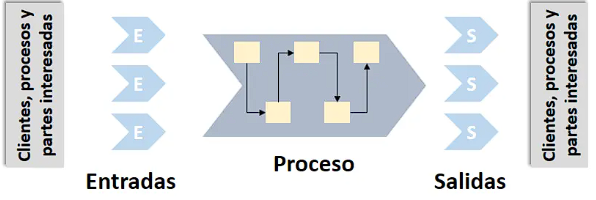 Clientes, procesos y
partes interesadas
E
E
E
Entradas
Proceso
S
S
S
Salidas
Clientes, procesos y
partes interesadas